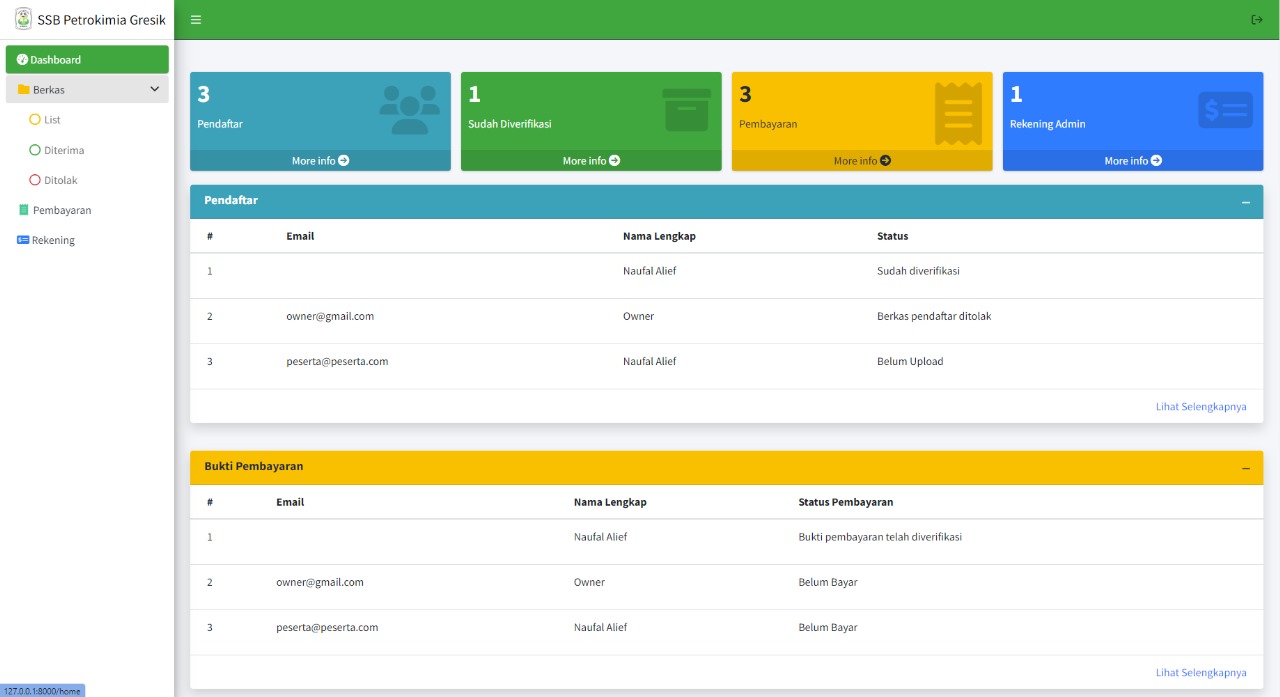 SSB Petrokimia Gresik
Dashboard
Berkas
List
Diterima
Ditolak
Pembayaran
Rekening
3
Pendaftar
More info
1
Sudah Diverifikasi
More info
3
Pembayaran
More info
1
Rekening Admin
More info
Pendaftar
# Email Nama Lengkap Status
1 Naufal Alief Sudah diverifikasi
2 owner@gmail.com Owner Berkas pendaftar ditolak
3 peserta@peserta.com Naufal Alief Belum Upload
Lihat Selengkapnya
Bukti Pembayaran
# Email Nama Lengkap Status Pembayaran
1 Naufal Alief Bukti pembayaran telah diverifikasi
2 owner@gmail.com Owner Belum Bayar
3 peserta@peserta.com Naufal Alief Belum Bayar
Lihat Selengkapnya
127.0.0.1:8000/home